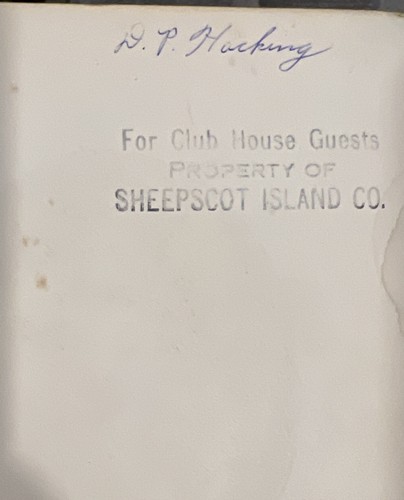 D. P. Hocking
For Club House Guests
PROPERTY OF
SHEEPSCOT ISLAND CO.